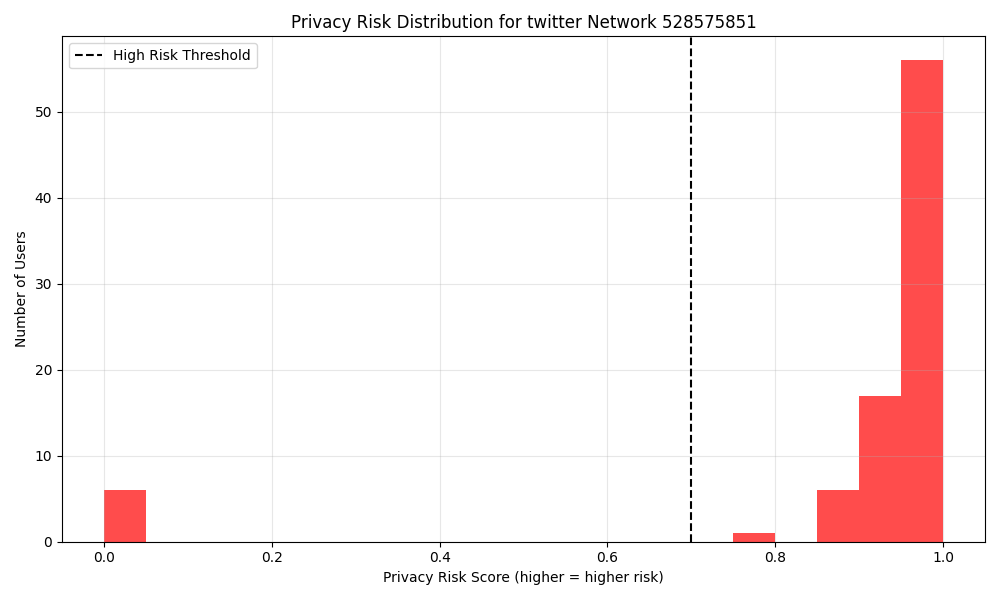 Privacy Risk Distribution for twitter Network 528575851
High Risk Threshold
Number of Users
50
40
30
20
10
0
0.0 0.2 0.4 0.6 0.8 1.0
Privacy Risk Score (higher = higher risk)